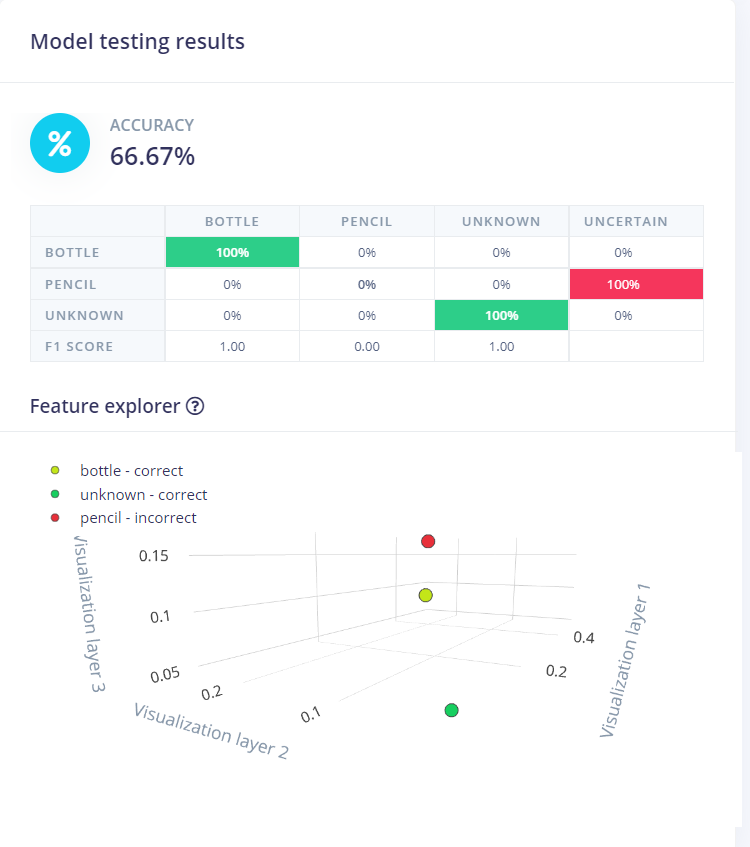 Model testing results
%
ACCURACY
66.67%
BOTTLE PENCIL UNKNOWN UNCERTAIN
BOTTLE 100% 0% 0% 0%
PENCIL 0% 0% 0% 100%
UNKNOWN 0% 0% 100% 0%
F1 SCORE 1.00 0.00 1.00
Feature explorer ?
bottle - correct
unknown - correct
pencil - incorrect
0.15
0.1
0.05
Visualization layer 3
0.2
0.1
Visualization layer 2
0.4
0.2
Visualization layer 1